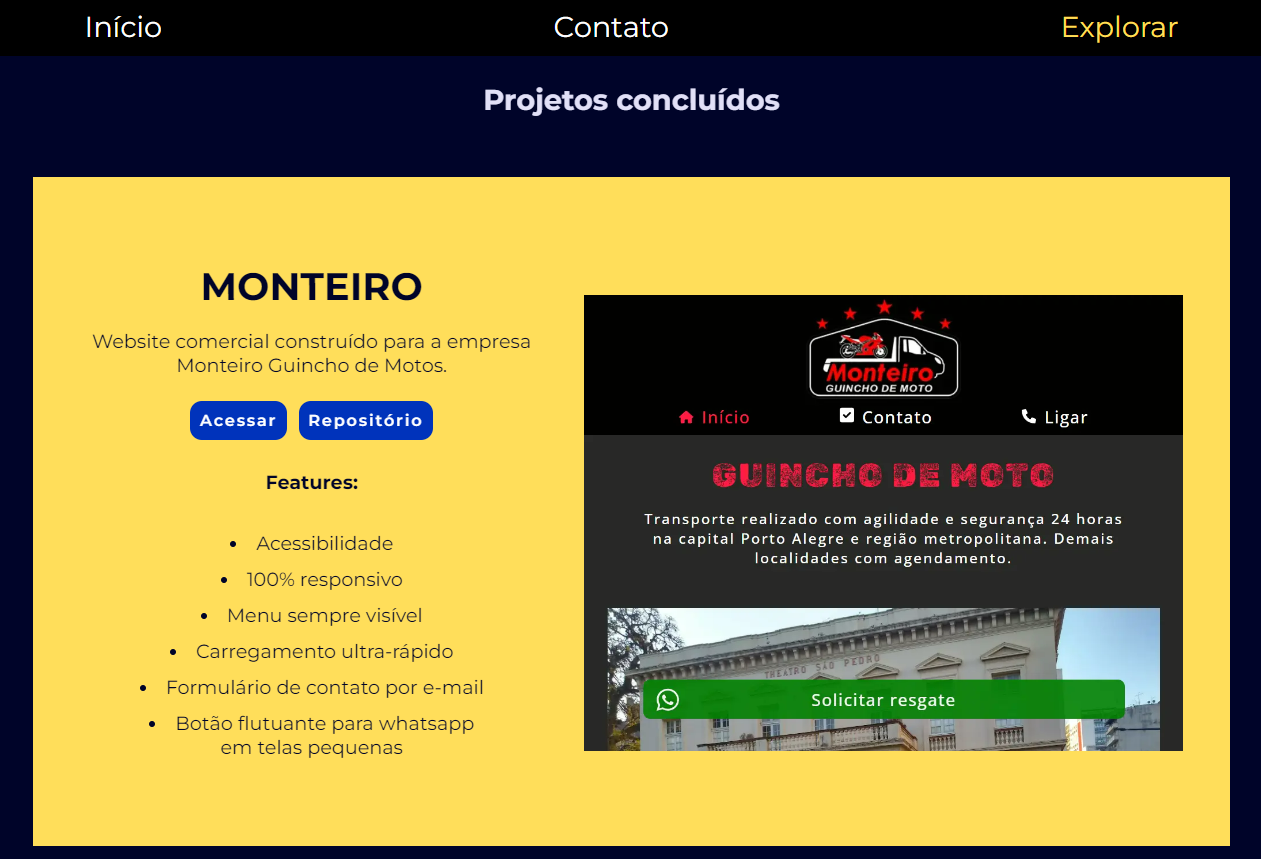 Início Contato Explorar
Projetos concluídos
MONTEIRO
Website comercial construído para a empresa
Monteiro Guincho de Motos.
Acessar Repositório
Features:
• Acessibilidade
• 100% responsivo
• Menu sempre visível
• Carregamento ultra-rápido
• Formulário de contato por e-mail
• Botão flutuante para whatsapp
em telas pequenas
Monteiro
GUINCHO DE MOTO
Início Contato Ligar
GUINCHO DE MOTO
Transporte realizado com agilidade e segurança 24 horas
na capital Porto Alegre e região metropolitana. Demais
localidades com agendamento.
THEATRO SÃO PEDRO
Solicitar resgate